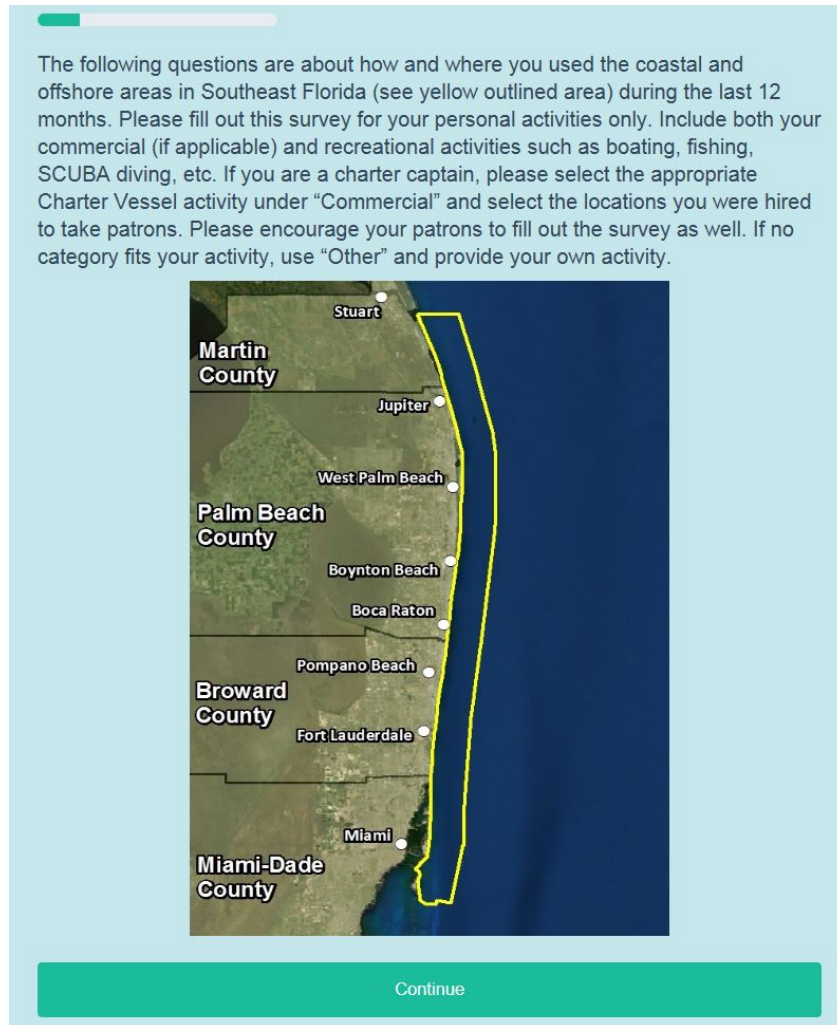 The following questions are about how and where you used the coastal and
offshore areas in Southeast Florida (see yellow outlined area) during the last 12
months. Please fill out this survey for your personal activities only. Include both your
commercial (if applicable) and recreational activities such as boating, fishing,
SCUBA diving, etc. If you are a charter captain, please select the appropriate
Charter Vessel activity under “Commercial” and select the locations you were hired
to take patrons. Please encourage your patrons to fill out the survey as well. If no
category fits your activity, use “Other” and provide your own activity.
Stuart
Martin
County
Jupiter
West Palm Beach
Palm Beach
County
Boynton Beach
Boca Raton
Pompano Beach
Broward
County
Fort Lauderdale
Miami
Miami-Dade
County
Continue